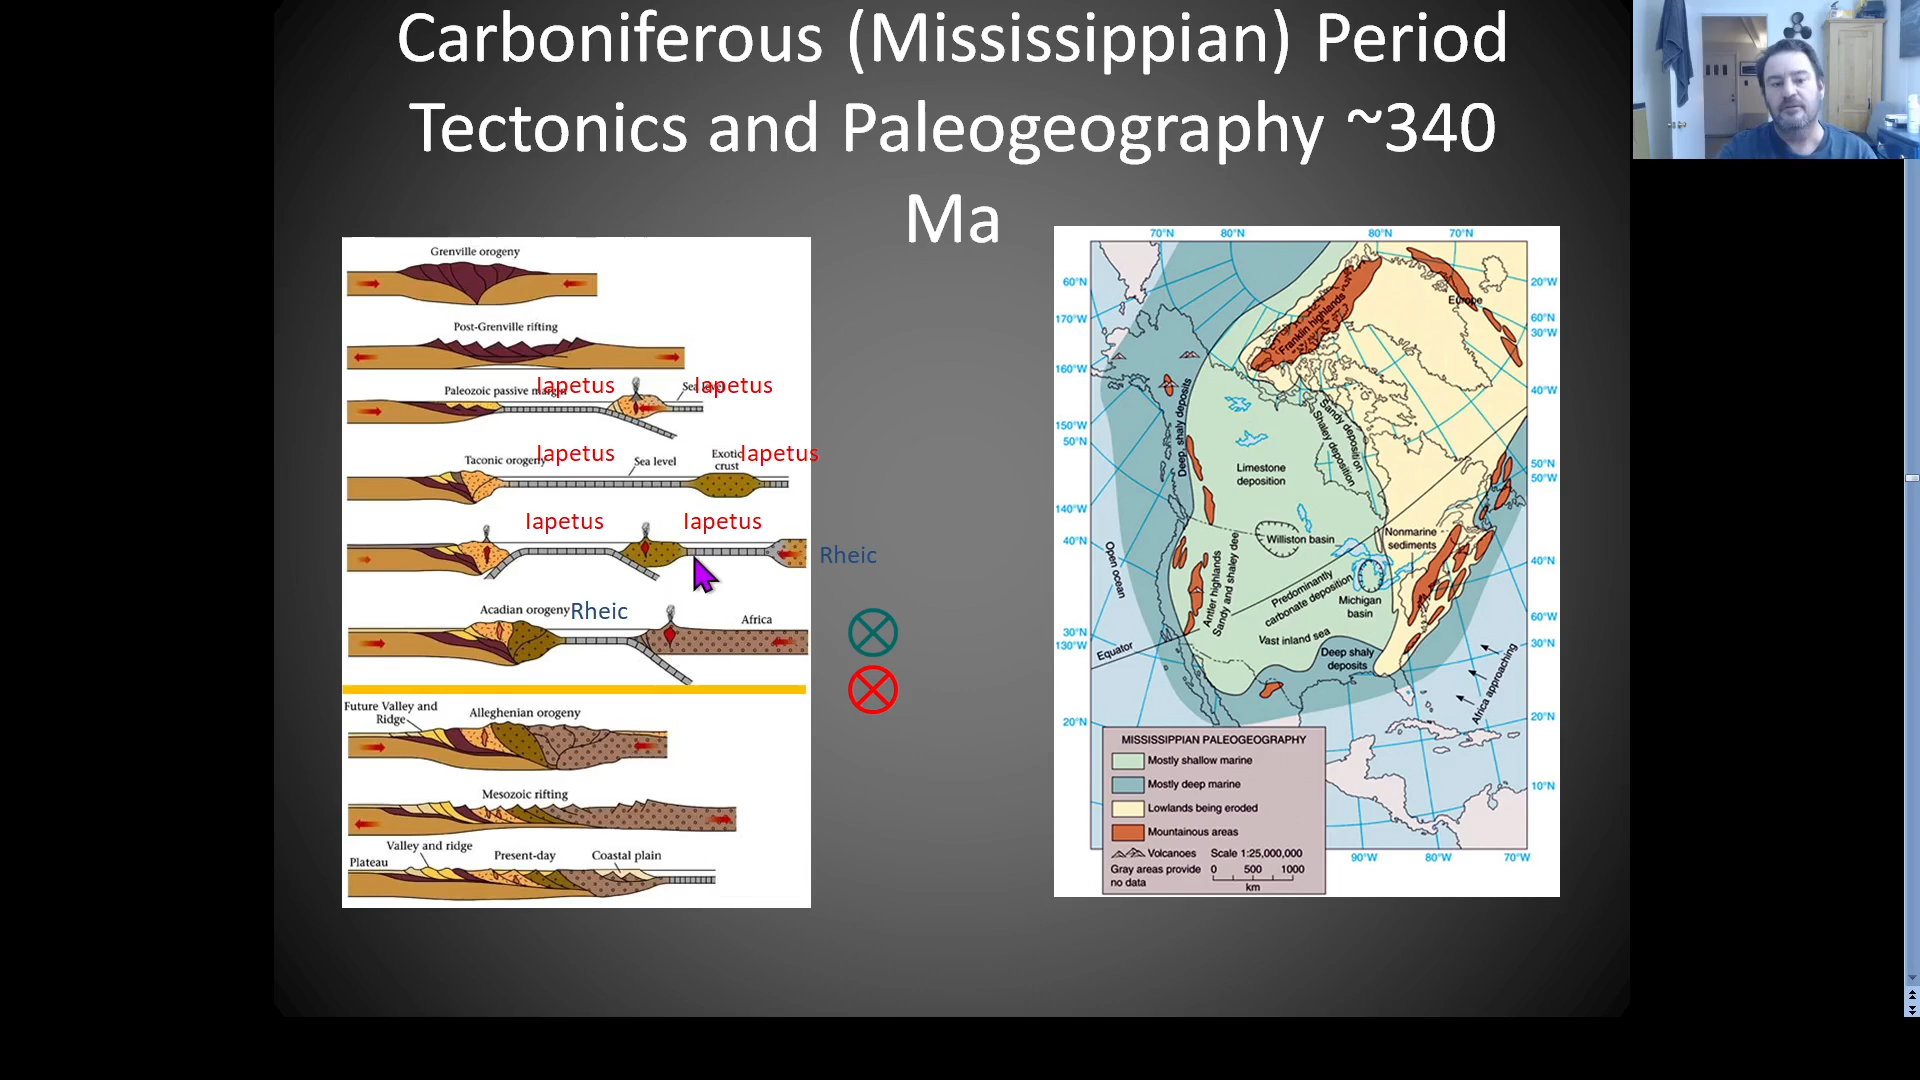 Carboniferous (Mississippian) Period
Tectonics and Paleogeography ~340
Ma
Grenville orogeny
Post-Grenville rifting
Paleozoic passive margin
Iapetus
Sea level
Iapetus
Taconic orogeny
Iapetus
Sea level
Exotic
crust
Iapetus
Iapetus
Iapetus
Rheic
Acadian orogeny
Rheic
Africa
Future Valley and
Ridge
Alleghenian orogeny
Mesozoic rifting
Valley and ridge
Plateau
Present-day
Coastal plain
70°N
80°N
80°N
70°N
60°N
170°W
160°W
150°W
50°N
140°W
40°N
30°N
130°W
20°N
20°W
60°N
30°W
40°W
50°N
50°W
40°N
60°W
30°N
20°N
10°N
90°W
80°W
70°W
Franklin highlands
Europe
Deep, shaly deposits
Sandy deposition
Shaley deposition
Limestone
deposition
Williston basin
Nonmarine
sediments
Open ocean
Antler highlands
Sandy and shaley dee
Predominantly
carbonate deposition
Michigan
basin
Vast inland sea
Equator
Deep shaly
deposits
Africa approaching
MISSISSIPPIAN PALEOGEOGRAPHY
Mostly shallow marine
Mostly deep marine
Lowlands being eroded
Mountainous areas
Volcanoes
Scale 1:25,000,000
Gray areas provide
no data
0 500 1000
km